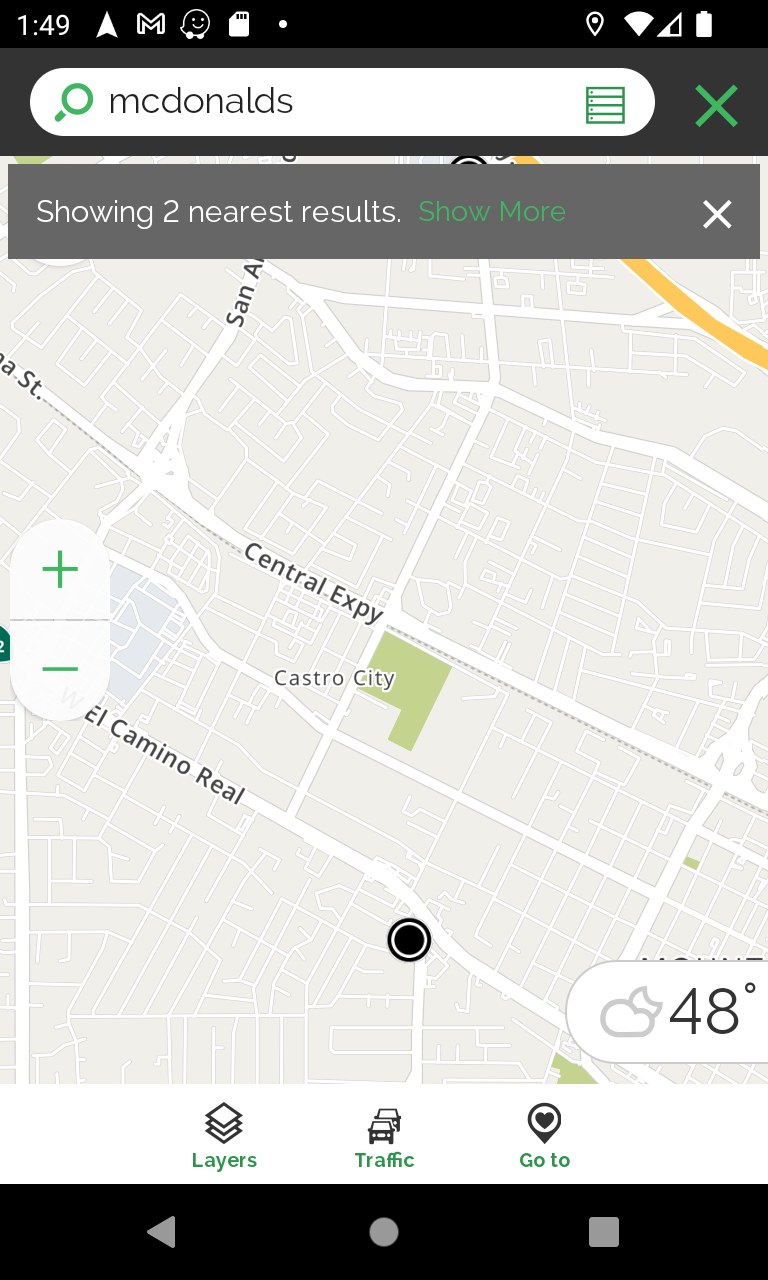 1:49
mcdonalds
Showing 2 nearest results. Show More
San
St.
Central Expy
Castro City
W El Camino Real
48°
Layers
Traffic
Go to